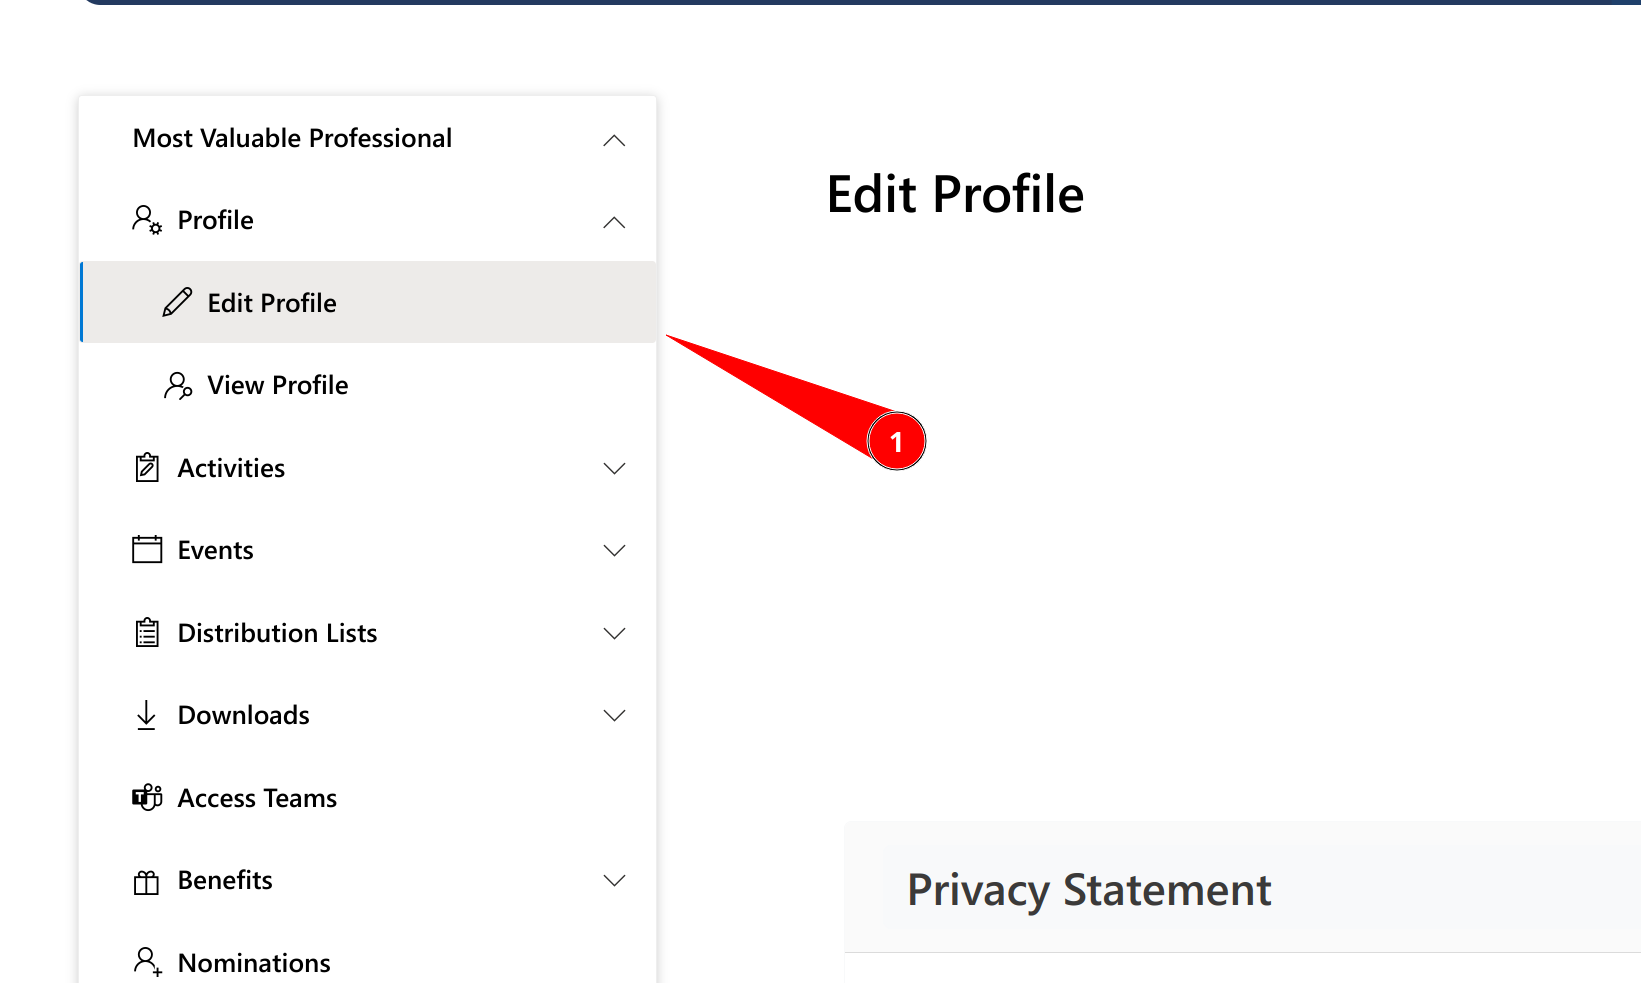 Most Valuable Professional
Profile
Edit Profile
View Profile
Activities
Events
Distribution Lists
Downloads
Access Teams
Benefits
Nominations
Edit Profile
1
Privacy Statement